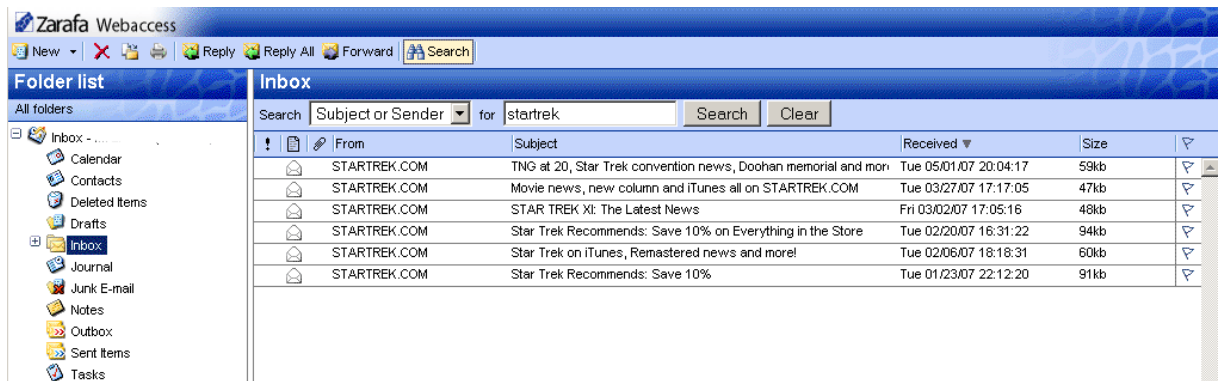 Zarafa Webaccess
New Reply Reply All Forward Search
Folder list
All folders
Inbox -
Calendar
Contacts
Deleted Items
Drafts
Inbox
Journal
Junk E-mail
Notes
Outbox
Sent Items
Tasks
Inbox
Search Subject or Sender for startrek Search Clear
! From Subject Received Size
STARTREK.COM TNG at 20, Star Trek convention news, Doohan memorial and mor Tue 05/01/07 20:04:17 59kb
STARTREK.COM Movie news, new column and iTunes all on STARTREK.COM Tue 03/27/07 17:17:05 47kb
STARTREK.COM STAR TREK XI: The Latest News Fri 03/02/07 17:05:16 48kb
STARTREK.COM Star Trek Recommends: Save 10% on Everything in the Store Tue 02/20/07 16:31:22 94kb
STARTREK.COM Star Trek on iTunes, Remastered news and more! Tue 02/06/07 18:18:31 60kb
STARTREK.COM Star Trek Recommends: Save 10% Tue 01/23/07 22:12:20 91kb